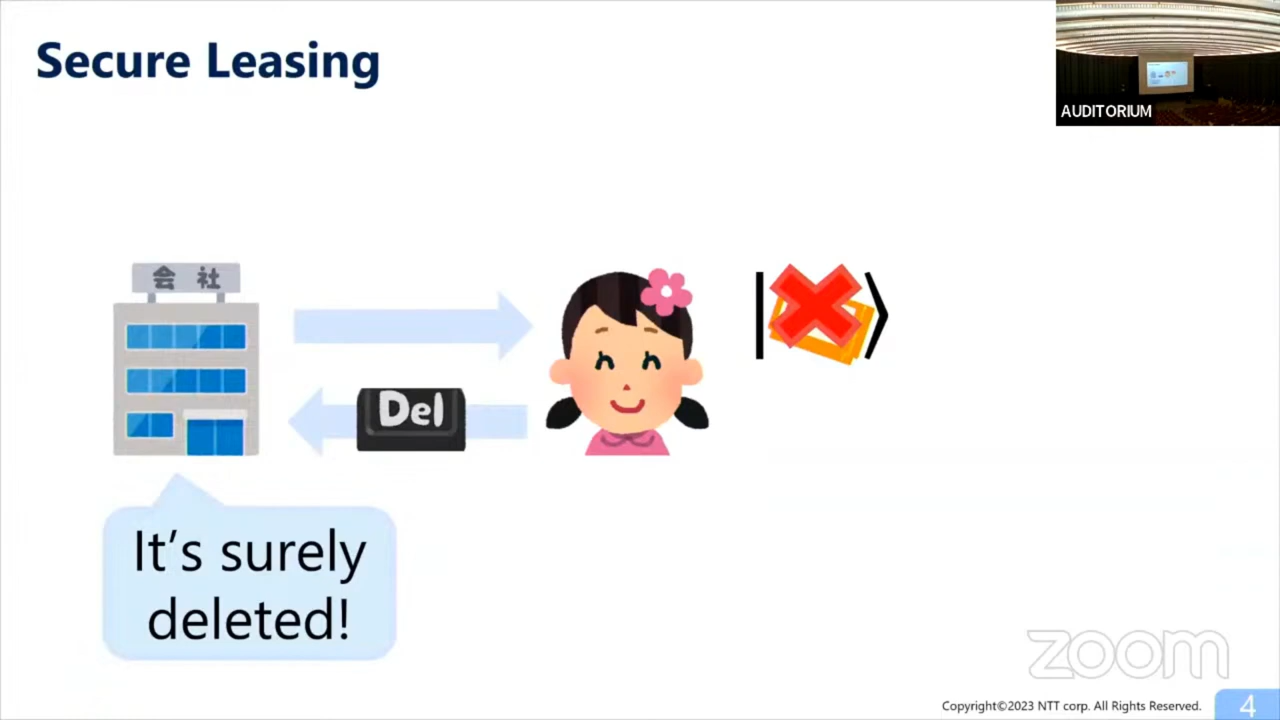 Secure Leasing
AUDITORIUM
会社
Del
It's surely
deleted!
zoom
Copyright©2023 NTT corp. All Rights Reserved.
4